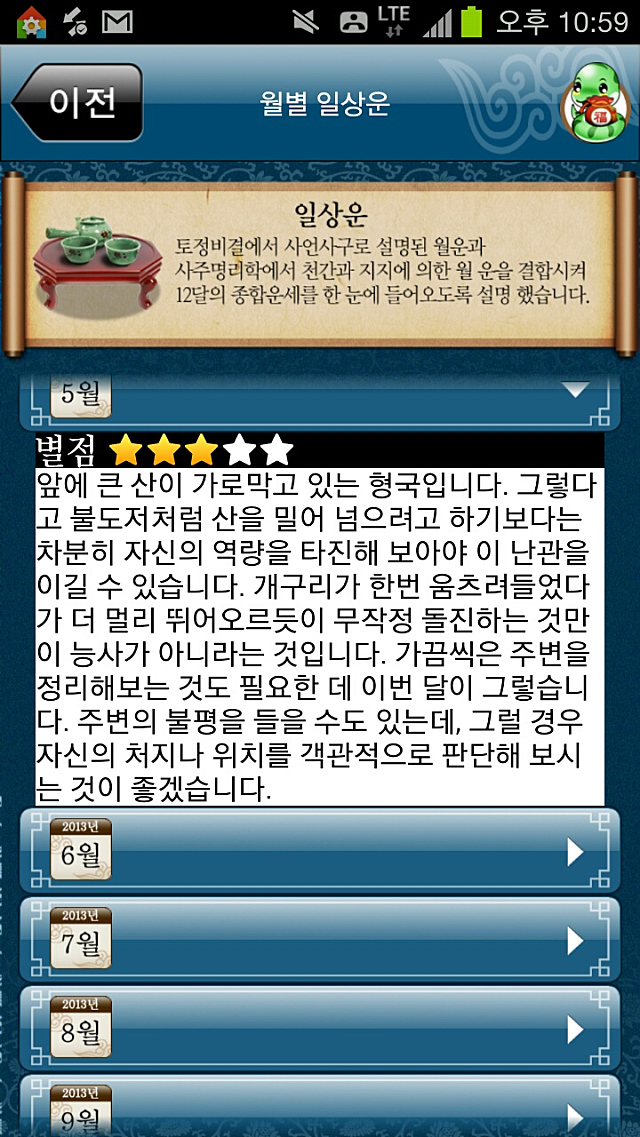 LTE 오후 10:59
이전
월별 일상운
福
일상운
토정비결에서 사언사구로 설명된 월운과
사주명리학에서 천간과 지지에 의한 월 운을 결합시켜
12달의 종합운세를 한 눈에 들어오도록 설명 했습니다.
5월
별점
앞에 큰 산이 가로막고 있는 형국입니다. 그렇다
고 불도저처럼 산을 밀어 넘으려고 하기보다는
차분히 자신의 역량을 타진해 보아야 이 난관을
이길 수 있습니다. 개구리가 한번 움츠려들었다
가 더 멀리 뛰어오르듯이 무작정 돌진하는 것만
이 능사가 아니라는 것입니다. 가끔씩은 주변을
정리해보는 것도 필요한 데 이번 달이 그렇습니
다. 주변의 불평을 들을 수도 있는데, 그럴 경우
자신의 처지나 위치를 객관적으로 판단해 보시
는 것이 좋겠습니다.
2013년
6월
2013년
7월
2013년
8월
2013년
9월